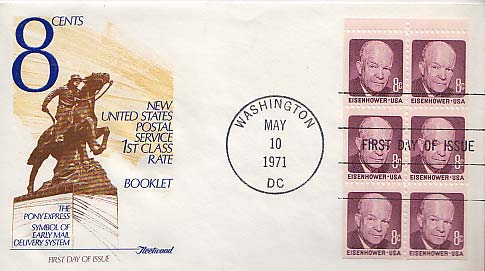 8 CENTS
NEW
UNITED STATES
POSTAL
SERVICE
1ST CLASS
RATE
BOOKLET
THE
PONY EXPRESS
SYMBOL OF
EARLY MAIL
DELIVERY SYSTEM
FIRST DAY OF ISSUE
Fleetwood
WASHINGTON
MAY
10
1971
DC
8c 8c
EISENHOWER·USA EISENHOWER·USA
FIRST DAY OF ISSUE
8c 8c
EISENHOWER·USA EISENHOWER·USA
8c 8c
EISENHOWER·USA EISENHOWER·USA